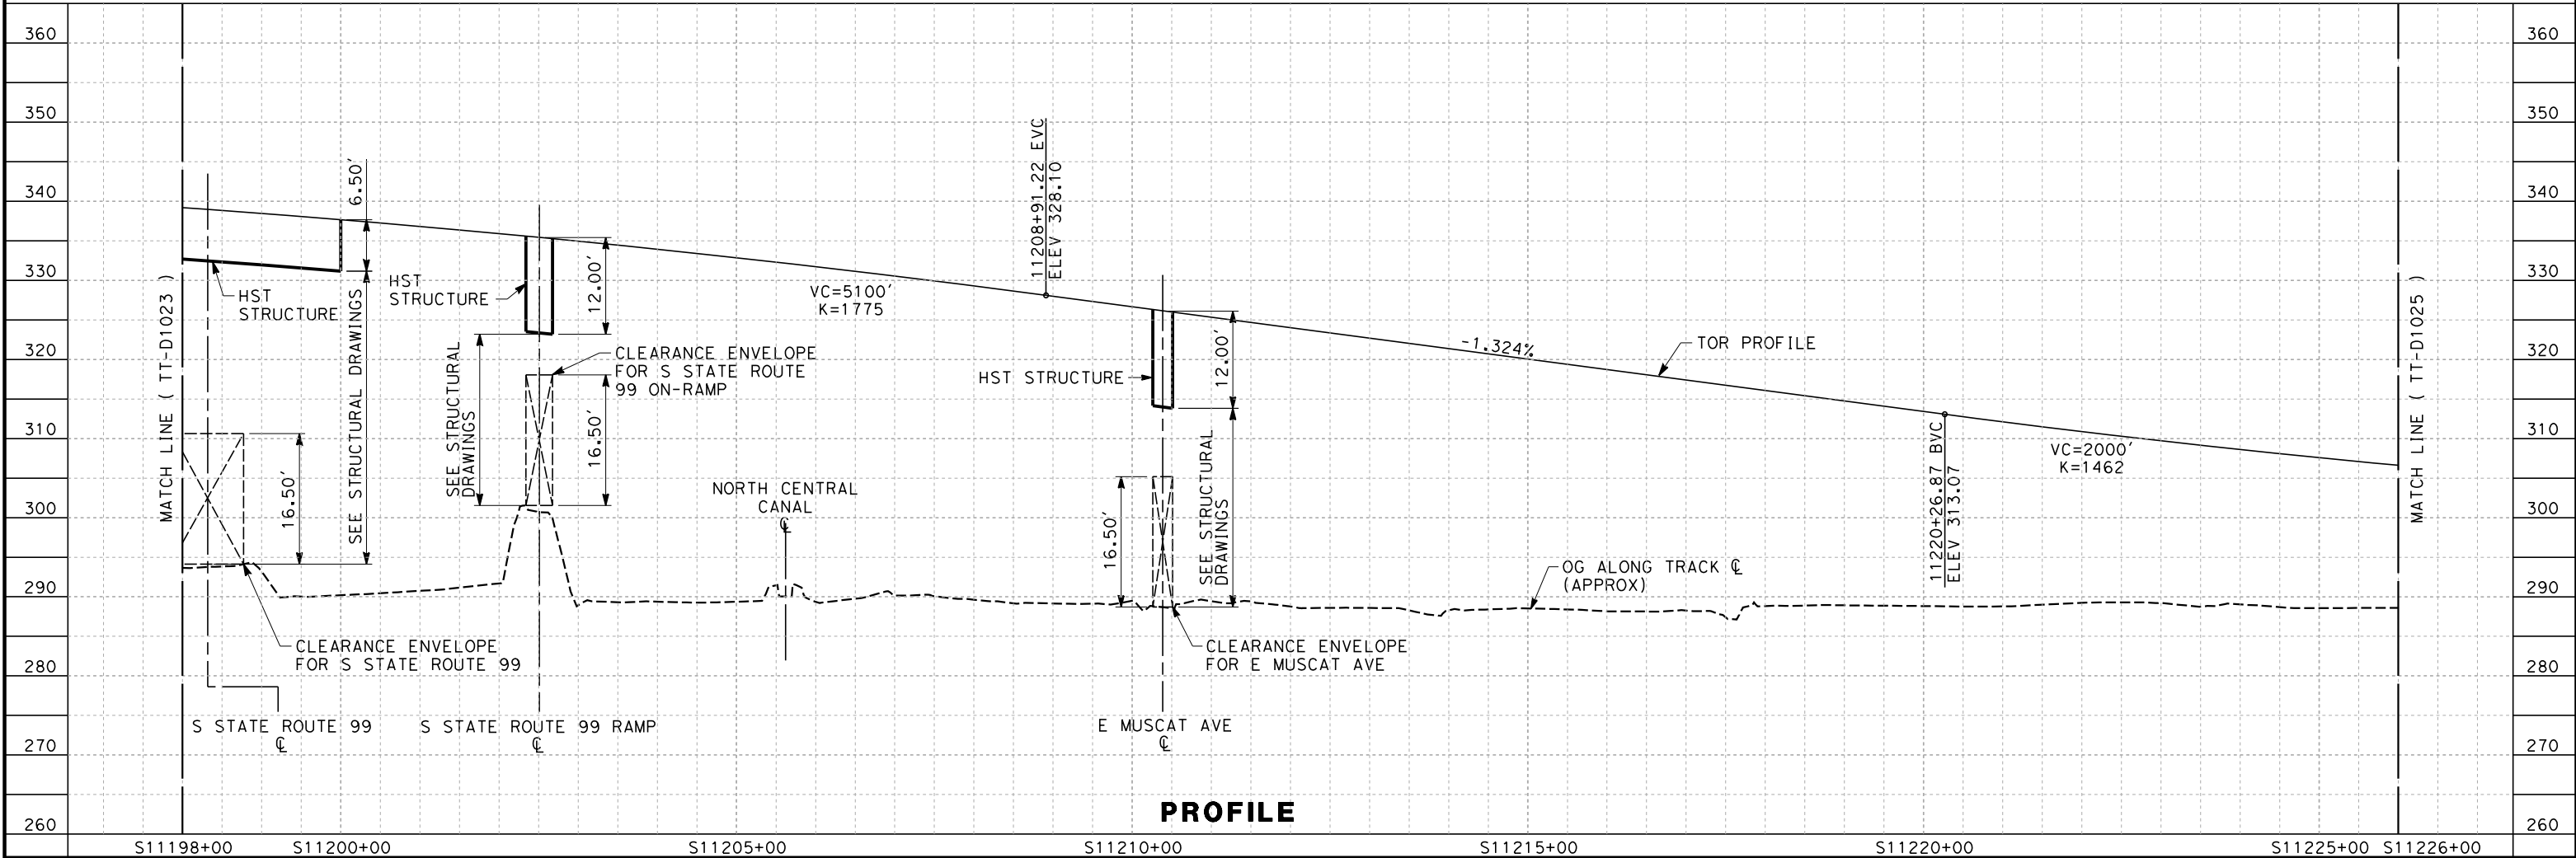 360
350
340
330
320
310
300
290
280
270
260
MATCH LINE ( TT-D1023 )
HST
STRUCTURE
6.50'
SEE STRUCTURAL DRAWINGS
16.50'
CLEARANCE ENVELOPE
FOR S STATE ROUTE 99
S STATE ROUTE 99
℄
HST
STRUCTURE
12.00'
SEE STRUCTURAL
DRAWINGS
CLEARANCE ENVELOPE
FOR S STATE ROUTE
99 ON-RAMP
16.50'
S STATE ROUTE 99 RAMP
℄
NORTH CENTRAL
CANAL
℄
VC=5100'
K=1775
11208+91.22 EVC
ELEV 328.10
HST STRUCTURE
12.00'
16.50'
SEE STRUCTURAL
DRAWINGS
CLEARANCE ENVELOPE
FOR E MUSCAT AVE
E MUSCAT AVE
℄
-1.324%
TOR PROFILE
OG ALONG TRACK ℄
(APPROX)
11220+26.87 BVC
ELEV 313.07
VC=2000'
K=1462
MATCH LINE ( TT-D1025 )
360
350
340
330
320
310
300
290
280
270
260
PROFILE
S11198+00 S11200+00 S11205+00 S11210+00 S11215+00 S11220+00 S11225+00 S11226+00